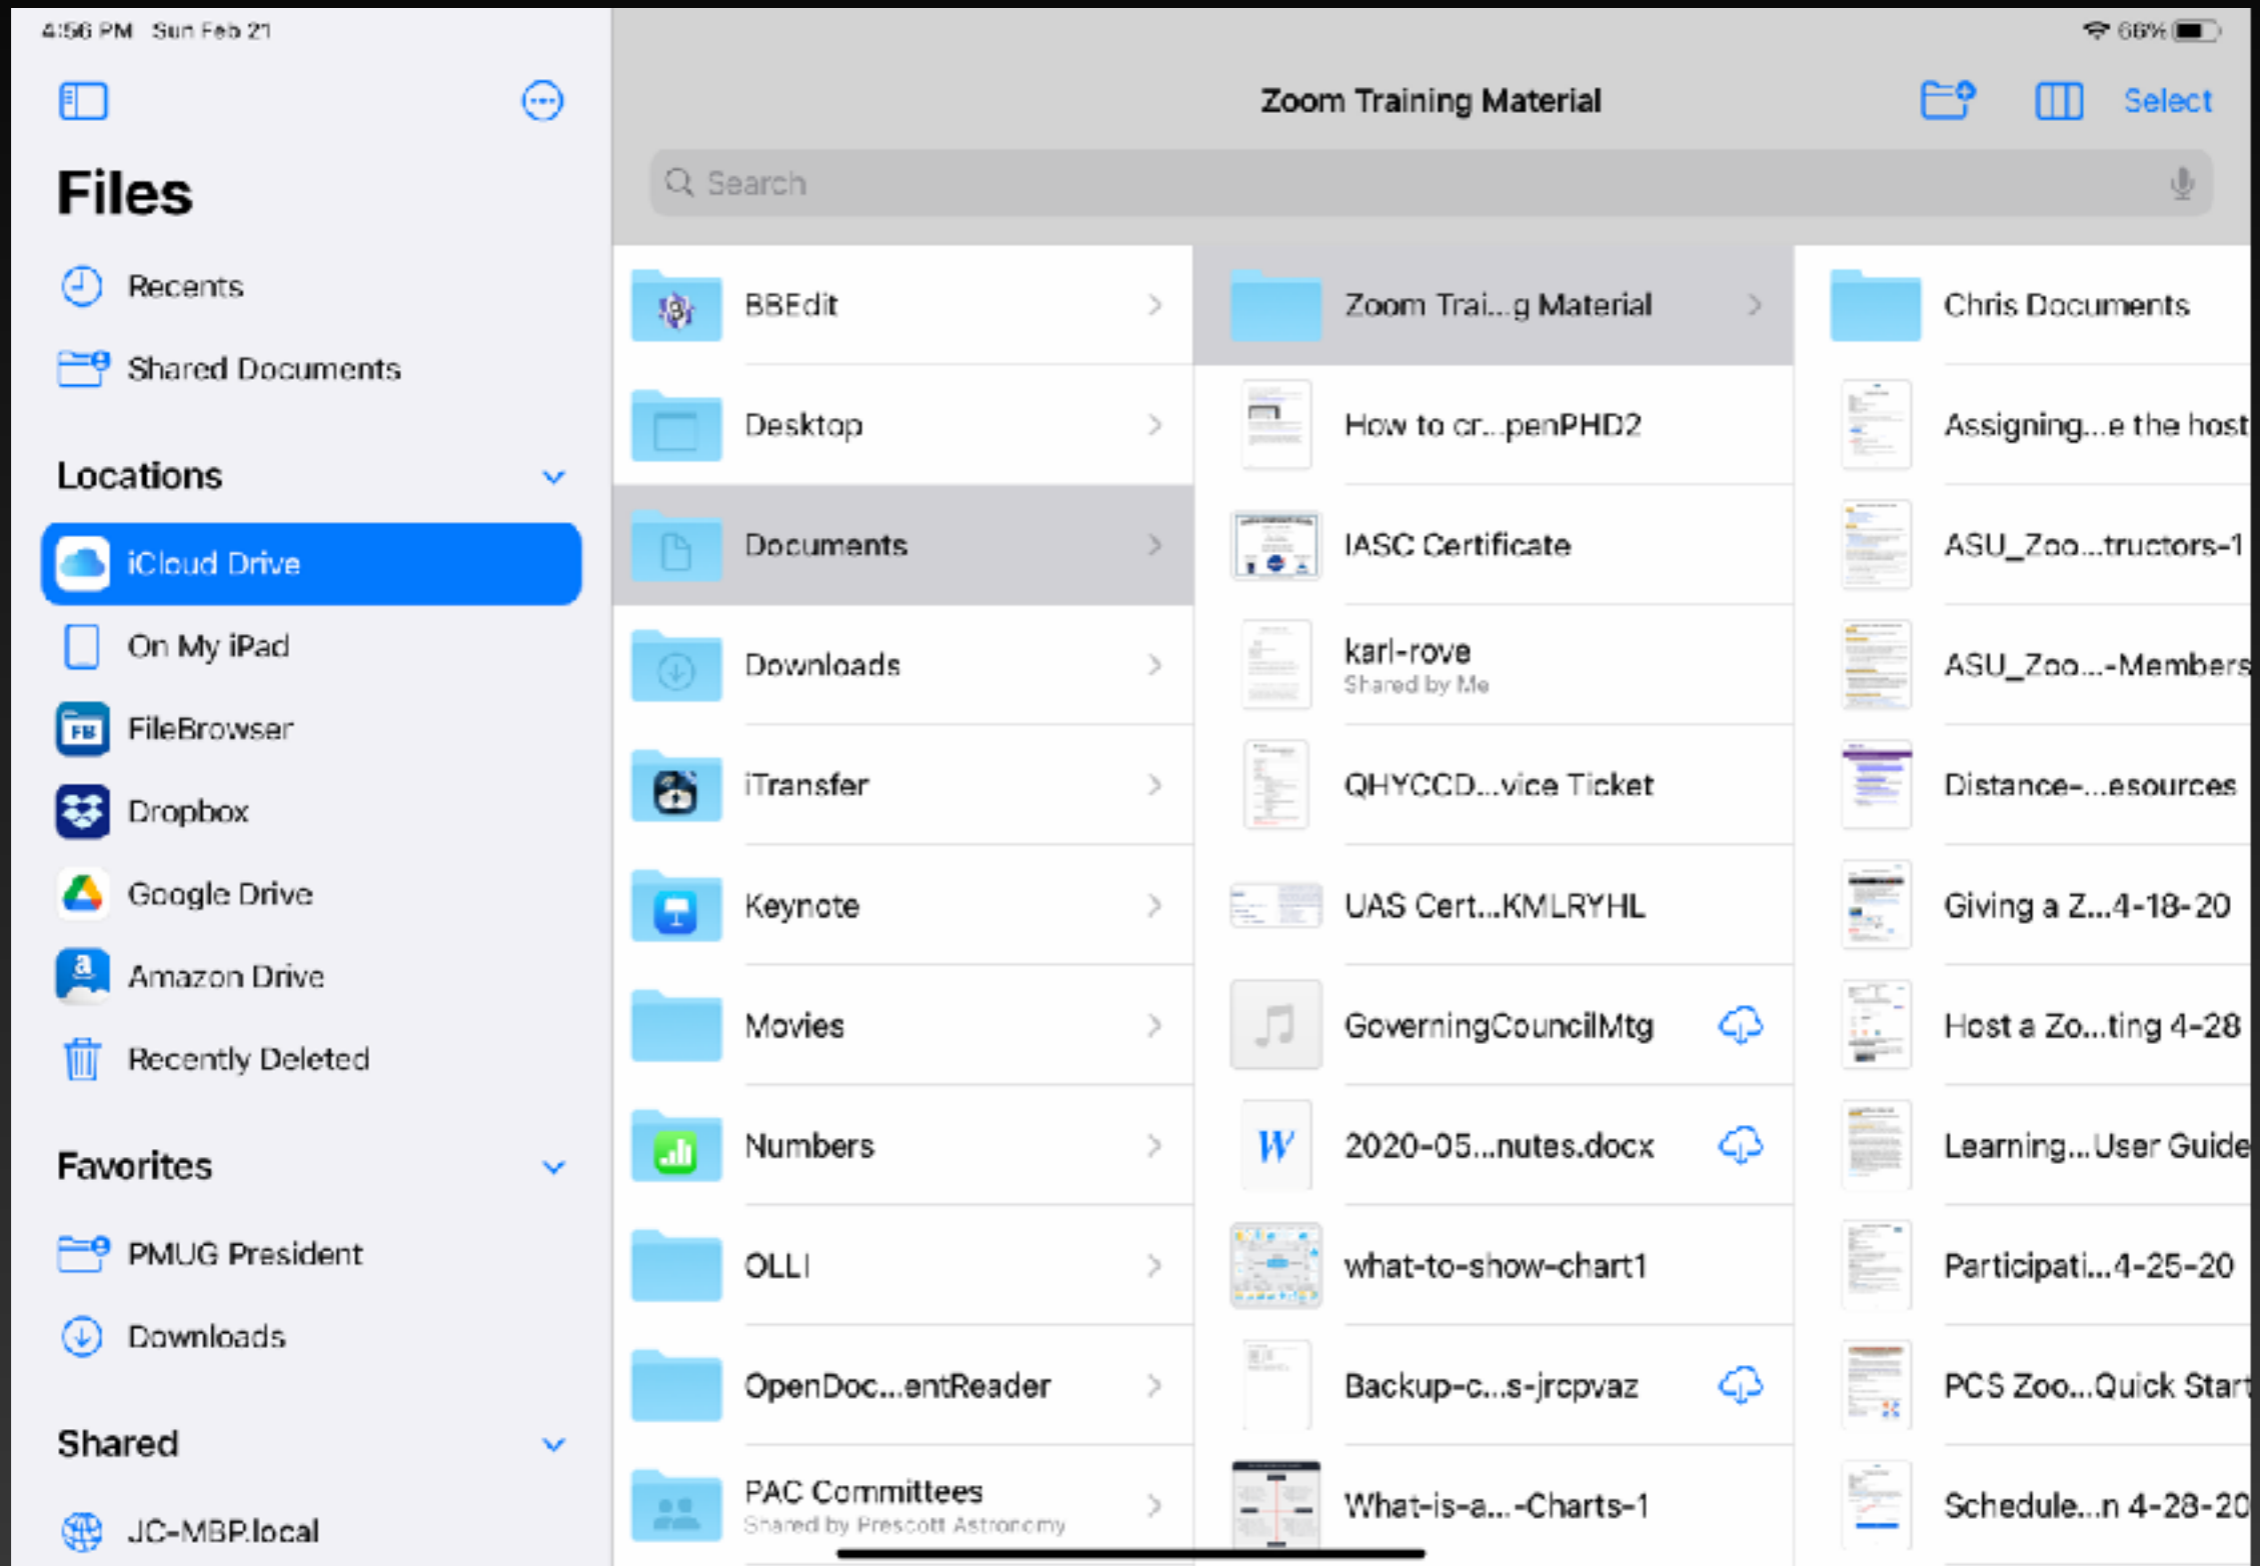 4:56 PM Sun Feb 21
66%
Files
Recents
Shared Documents
Locations
iCloud Drive
On My iPad
FileBrowser
Dropbox
Google Drive
Amazon Drive
Recently Deleted
Favorites
PMUG President
Downloads
Shared
JC-MBP.local
Zoom Training Material
Select
Search
BBEdit
Desktop
Documents
Downloads
iTransfer
Keynote
Movies
Numbers
OLLI
OpenDoc...entReader
PAC Committees
Shared by Prescott Astronomy
Zoom Trai...g Material
How to cr...penPHD2
IASC Certificate
karl-rove
Shared by Me
QHYCCD...vice Ticket
UAS Cert...KMLRYHL
GoverningCouncilMtg
2020-05...nutes.docx
what-to-show-chart1
Backup-c...s-jrcpvaz
What-is-a...-Charts-1
Chris Documents
Assigning...e the host
ASU_Zoo...tructors-1
ASU_Zoo...-Members
Distance-...esources
Giving a Z...4-18-20
Host a Zo...ting 4-28
Learning...User Guide
Participati...4-25-20
PCS Zoo...Quick Start
Schedule...n 4-28-20